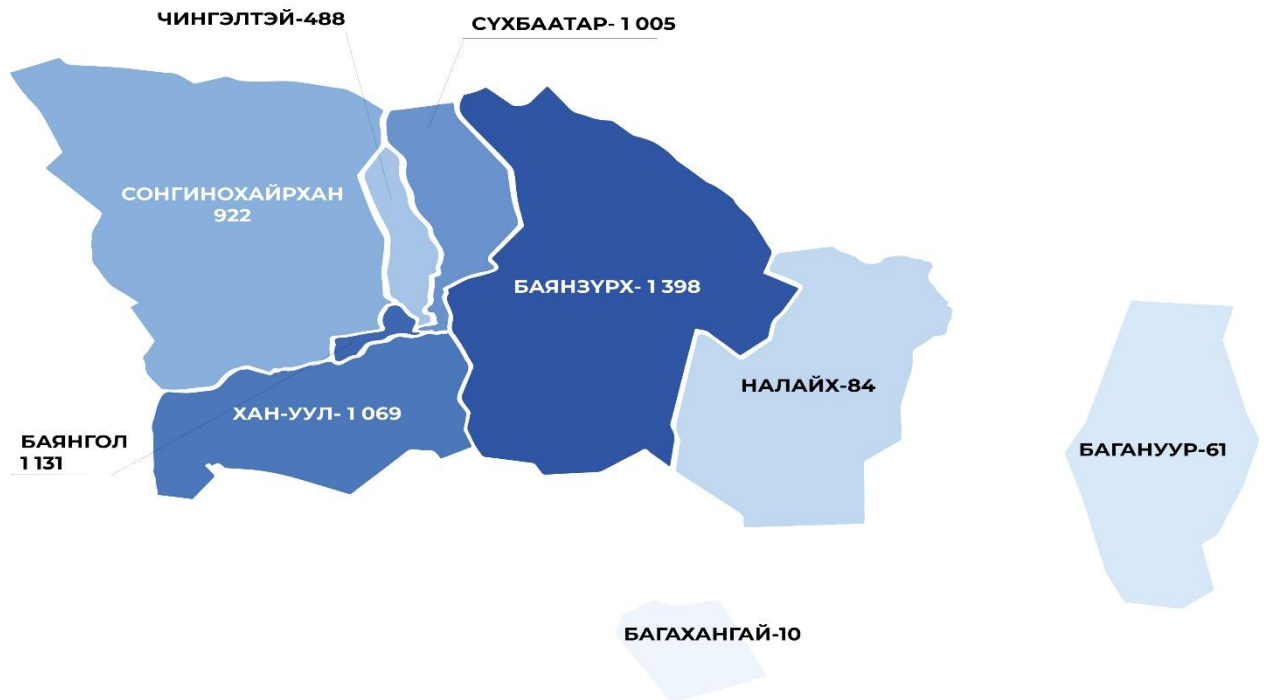 ЧИНГЭЛТЭЙ-488
СҮХБААТАР- 1 005
СОНГИНОХАЙРХАН
922
БАЯНЗҮРХ- 1 398
НАЛАЙХ-84
ХАН-УУЛ- 1 069
БАЯНГОЛ
1 131
БАГАНУУР-61
БАГАХАНГАЙ-10